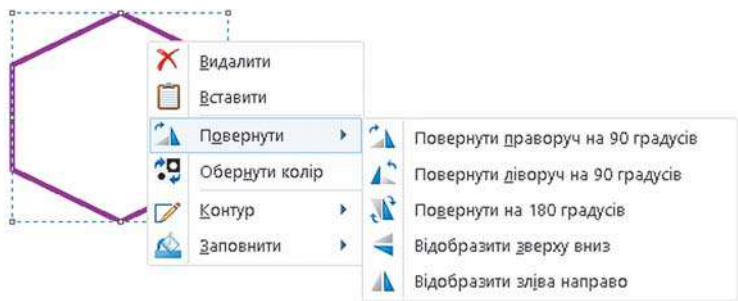 Видалити
Вставити
Повернути
Обернути колір
Контур
Заповнити
Повернути праворуч на 90 градусів
Повернути ліворуч на 90 градусів
Повернути на 180 градусів
Відобразити зверху вниз
Відобразити зліва направо